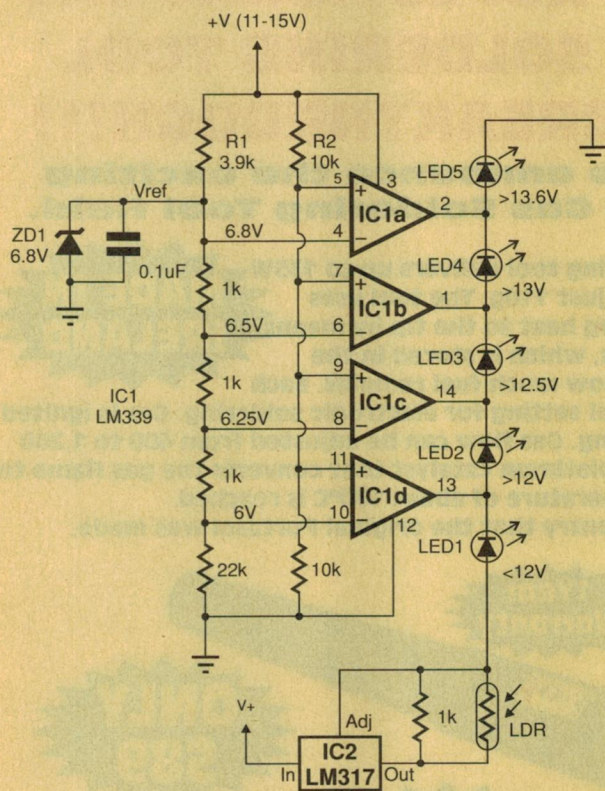 +V (11-15V)
R1
3.9k
R2
10k
Vref
ZD1
6.8V
0.1uF
5
3
4
2
+
−
IC1a
6.8V
LED5
>13.6V
1k
6.5V
6
1
+
−
IC1b
LED4
>13V
IC1
LM339
1k
6.25V
9
8
14
+
−
IC1c
LED3
>12.5V
1k
6V
11
10
13
12
+
−
IC1d
LED2
>12V
22k
10k
LED1
<12V
V+
Adj
1k
LDR
In
IC2
LM317
Out